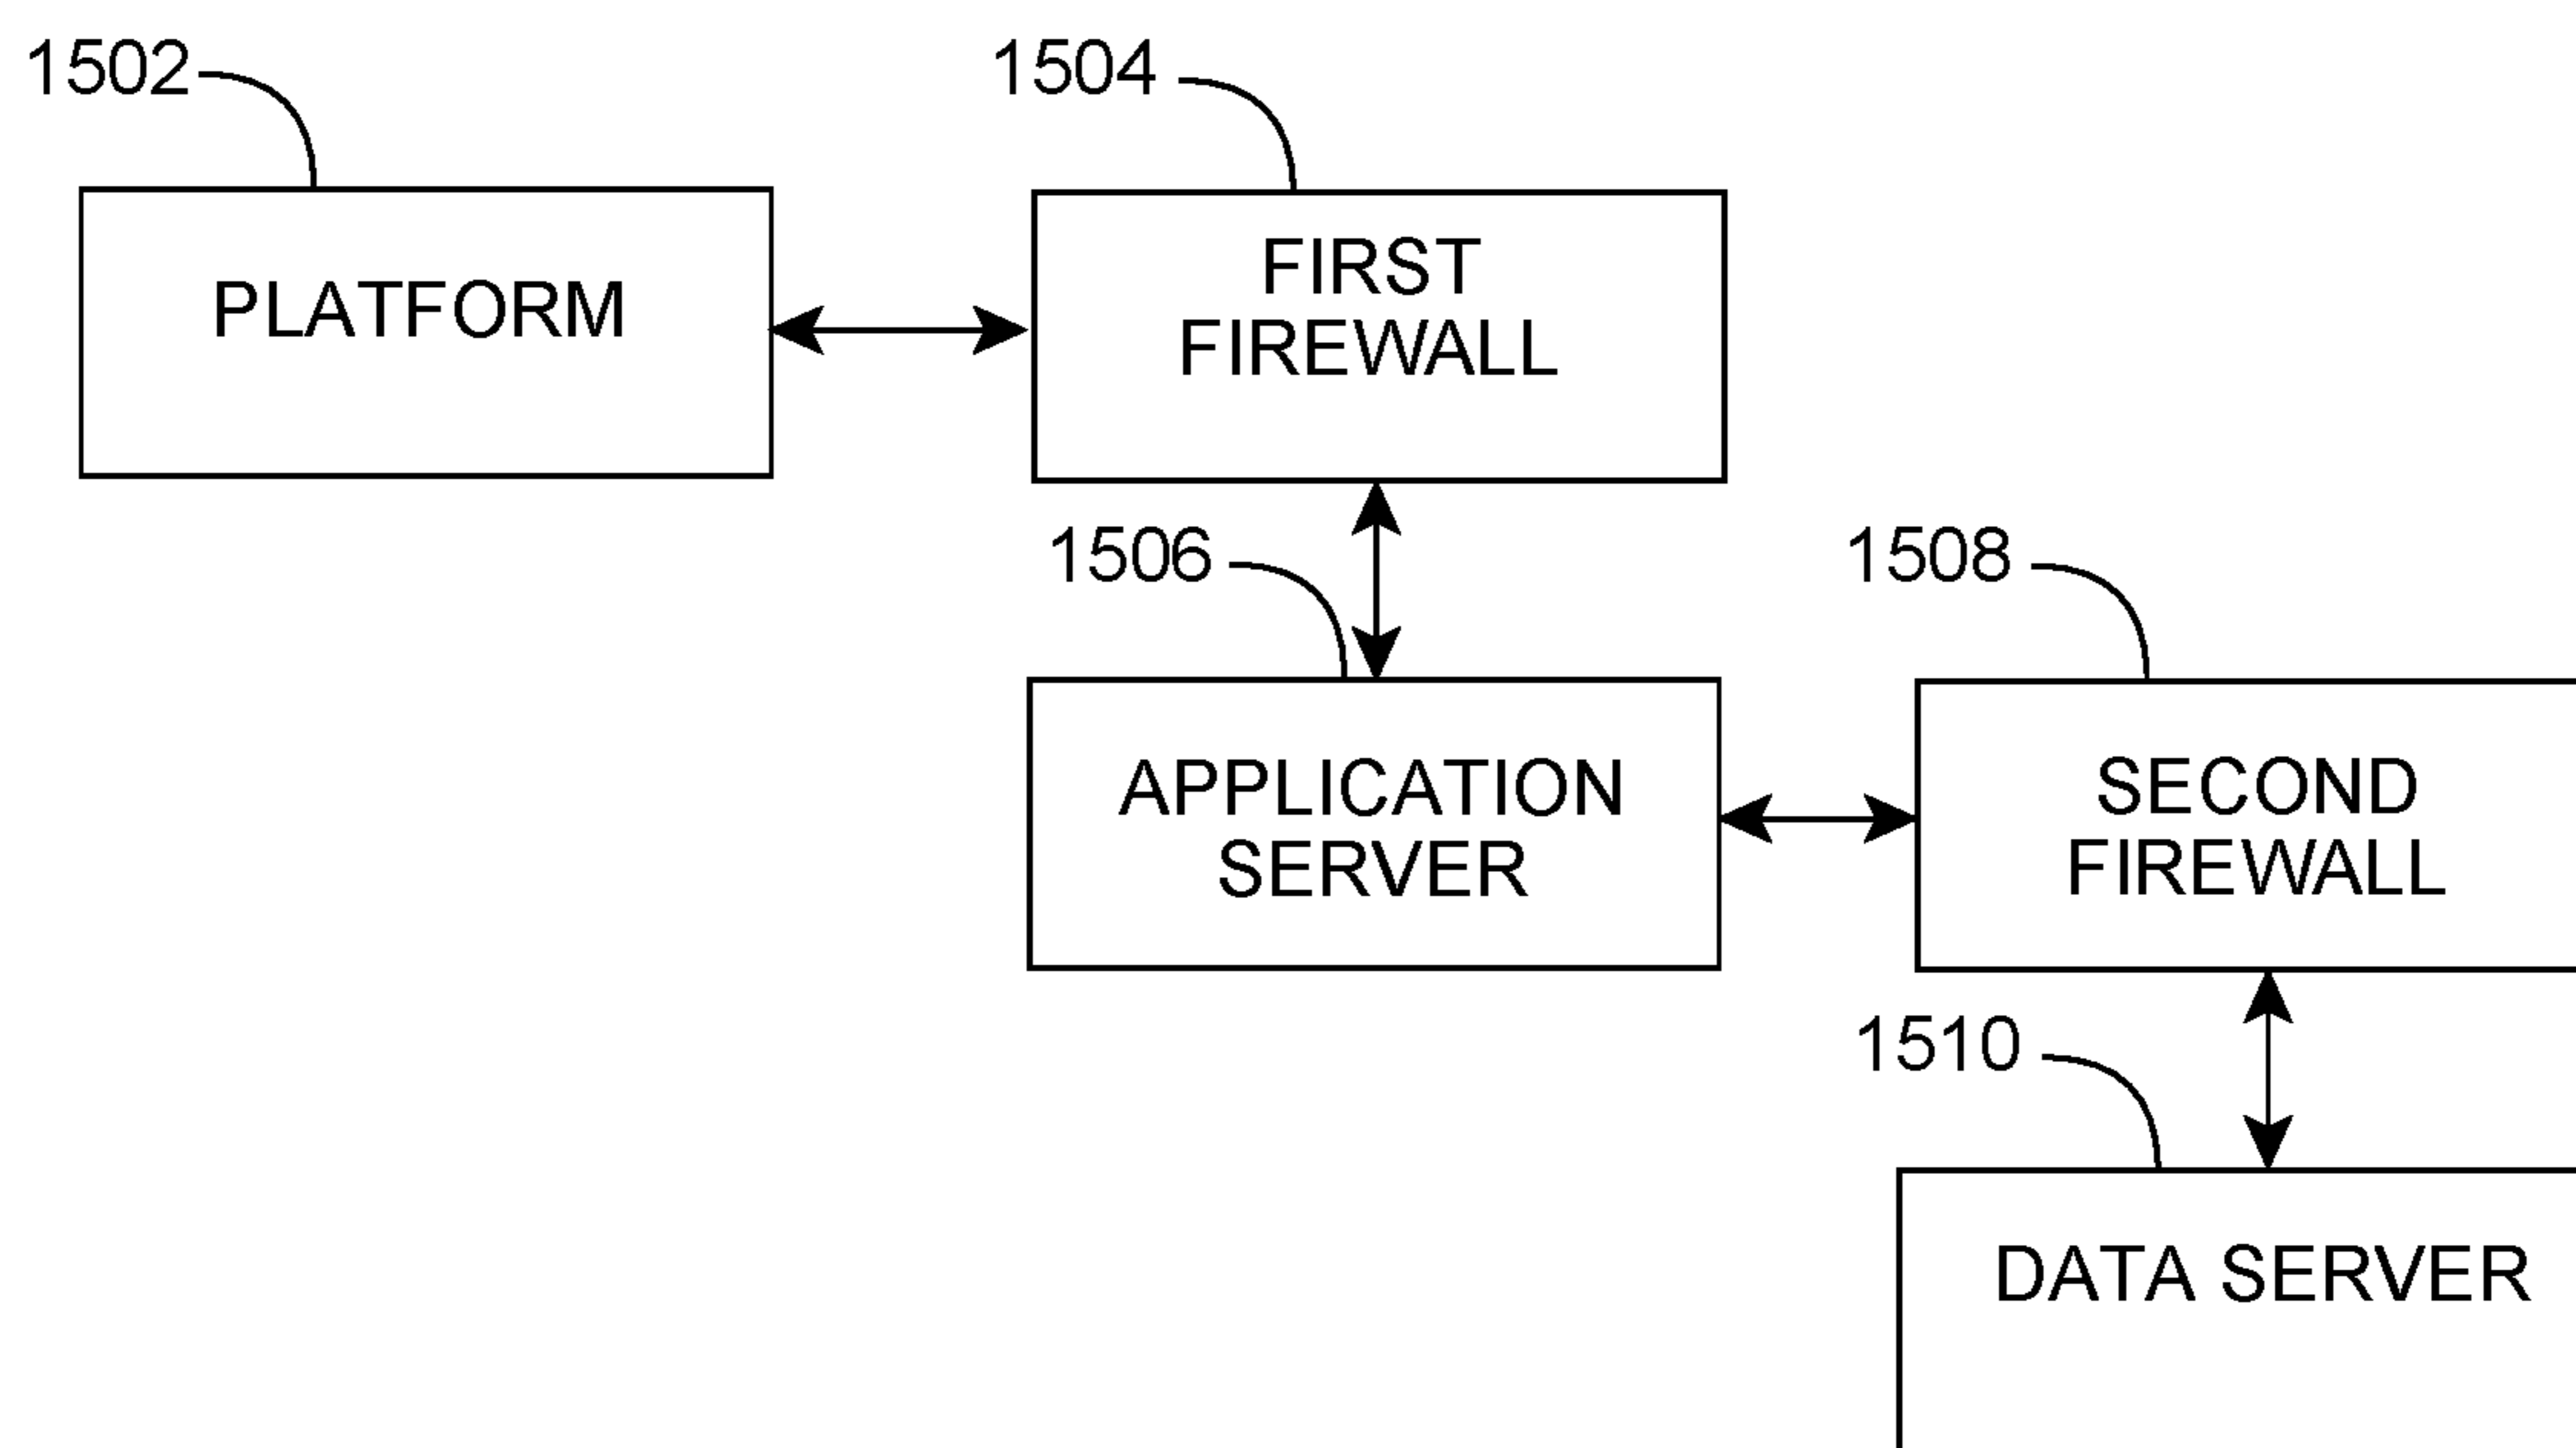 1502
1504
PLATFORM
FIRST
FIREWALL
1506
1508
APPLICATION
SERVER
SECOND
FIREWALL
1510
DATA SERVER